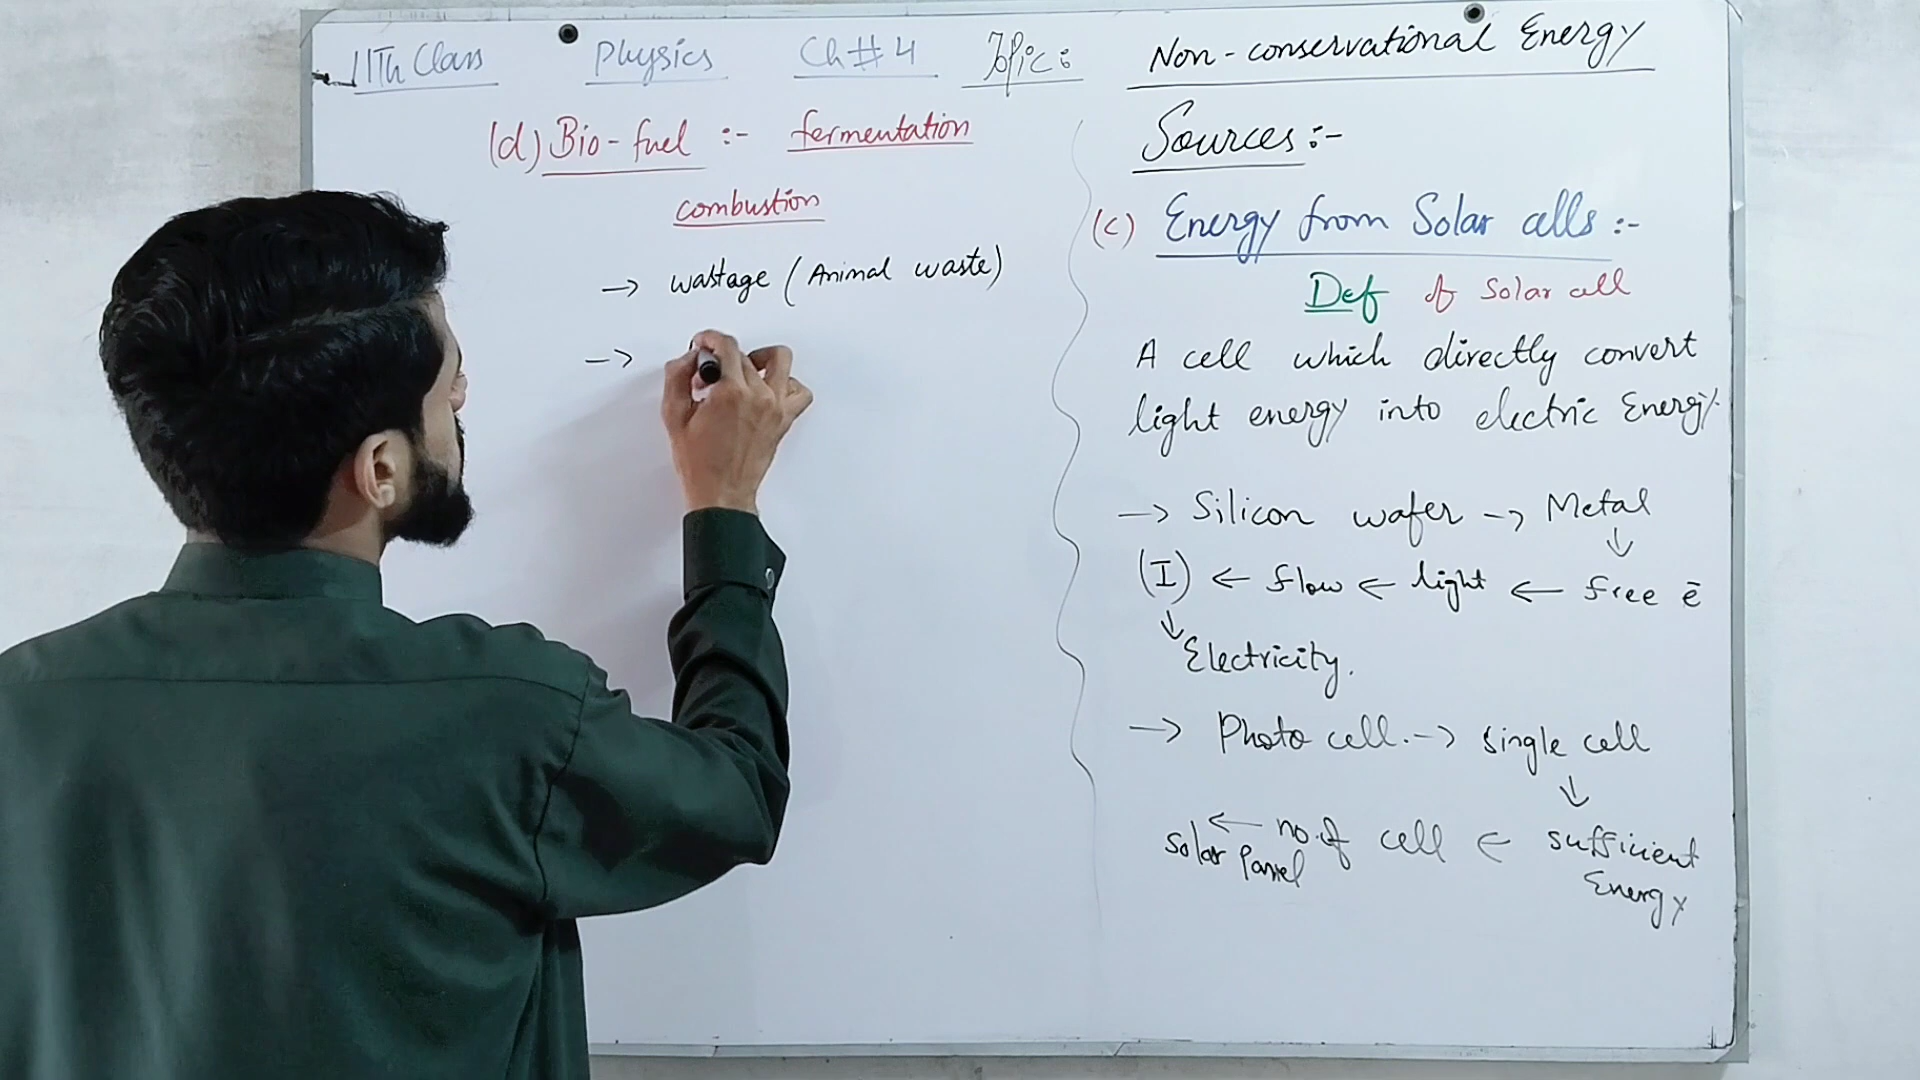 11Th Class Physics Ch # 4 Topic: Non-conservational Energy
Sources:-
(c) Energy from Solar cells :-
Def of Solar cell
A cell which directly convert
light energy into electric Energy.
-> Silicon wafer -> Metal
↓
(I) ← flow ← light ← free ē
↓
Electricity.
-> Photo cell. -> single cell
↓
solar Pannel ← no. of cell ← sufficient Energy
(d) Bio-fuel :- fermentation
combustion
-> wastage (Animal waste)
->